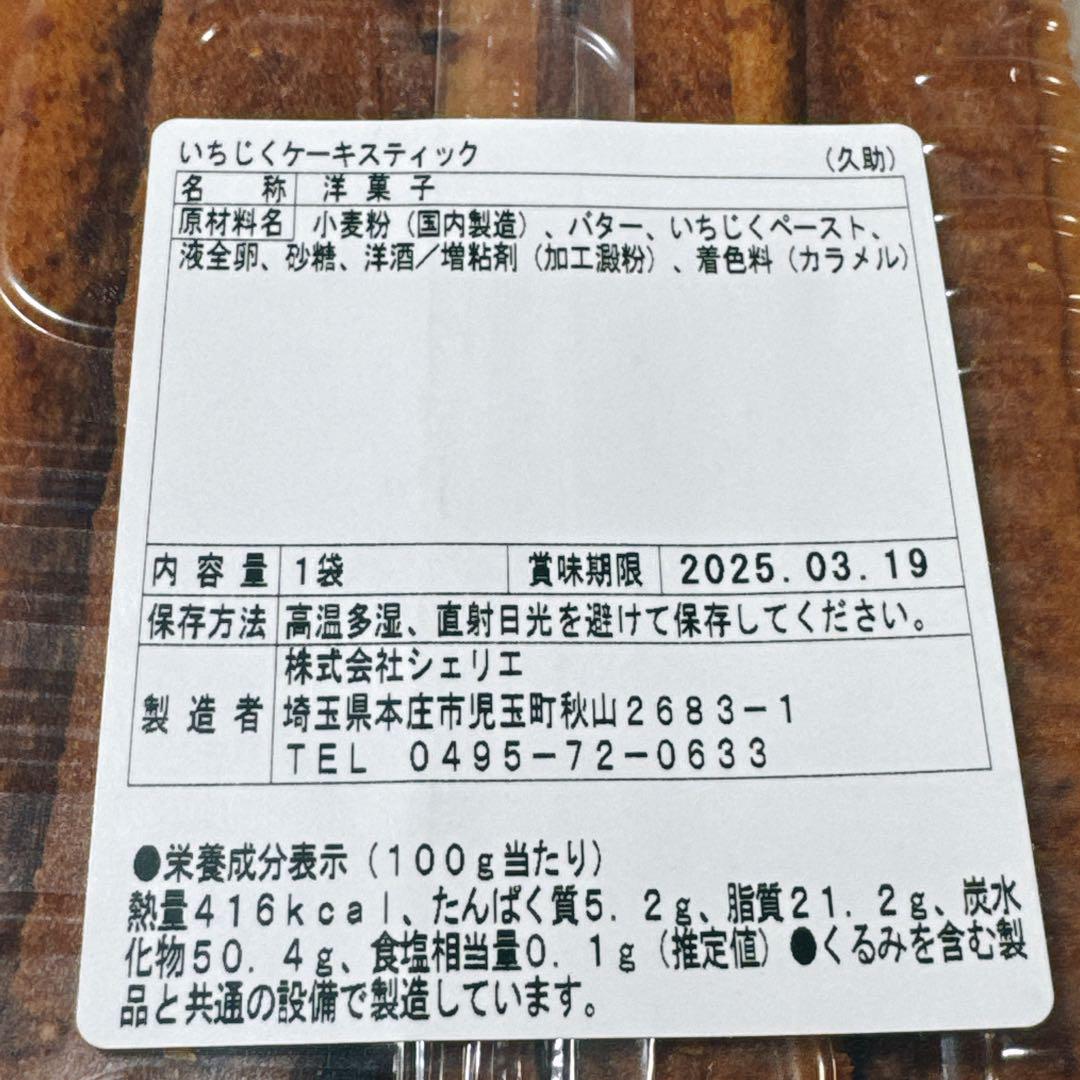 いちじくケーキスティック （久助）
名称 洋菓子
原材料名 小麦粉（国内製造）、バター、いちじくペースト、
液全卵、砂糖、洋酒／増粘剤（加工澱粉）、着色料（カラメル）
内容量 1袋 賞味期限 2025.03.19
保存方法 高温多湿、直射日光を避けて保存してください。
株式会社シェリエ
製造者 埼玉県本庄市児玉町秋山２６８３－１
ＴＥＬ ０４９５－７２－０６３３
●栄養成分表示（１００ｇ当たり）
熱量４１６ｋｃａｌ、たんぱく質５．２ｇ、脂質２１．２ｇ、炭水
化物５０．４ｇ、食塩相当量０．１ｇ（推定値）●くるみを含む製
品と共通の設備で製造しています。